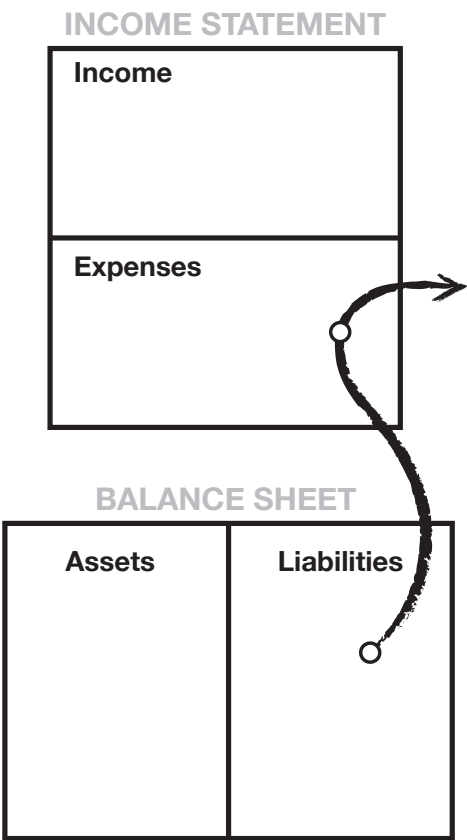 INCOME STATEMENT
Income
Expenses
BALANCE SHEET
Assets
Liabilities